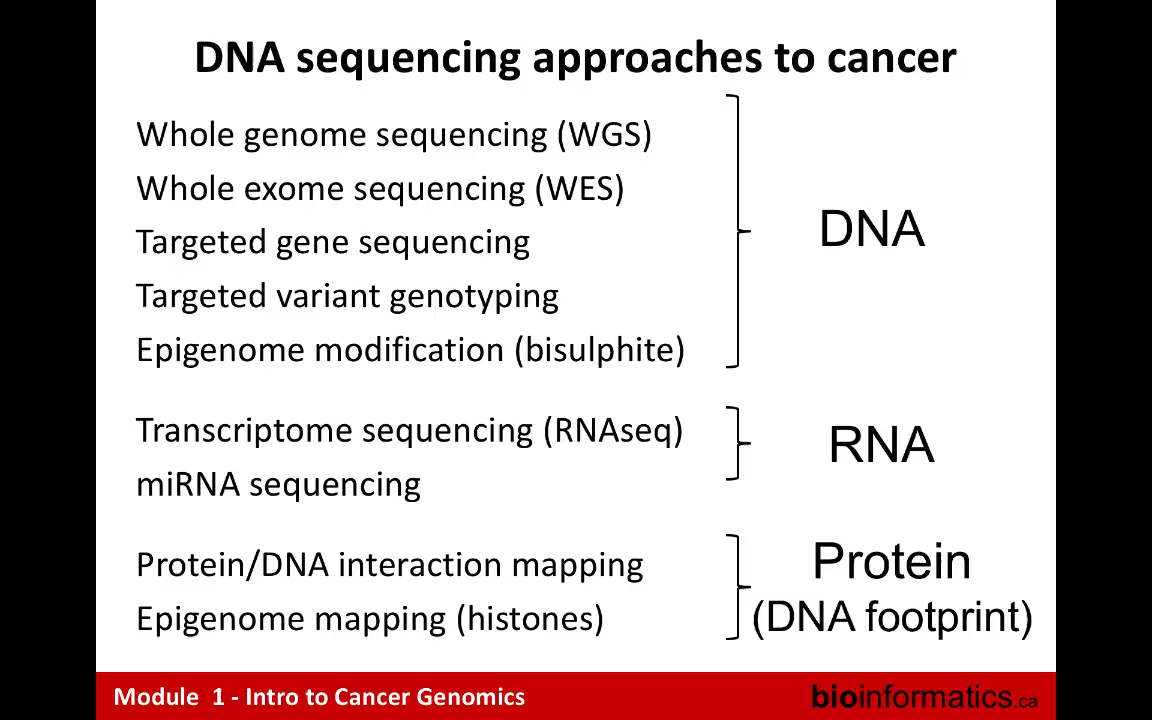 DNA sequencing approaches to cancer
Whole genome sequencing (WGS)
Whole exome sequencing (WES)
Targeted gene sequencing
Targeted variant genotyping
Epigenome modification (bisulphite)
DNA
Transcriptome sequencing (RNAseq)
miRNA sequencing
RNA
Protein/DNA interaction mapping
Epigenome mapping (histones)
Protein
(DNA footprint)
Module 1 - Intro to Cancer Genomics
bioinformatics.ca